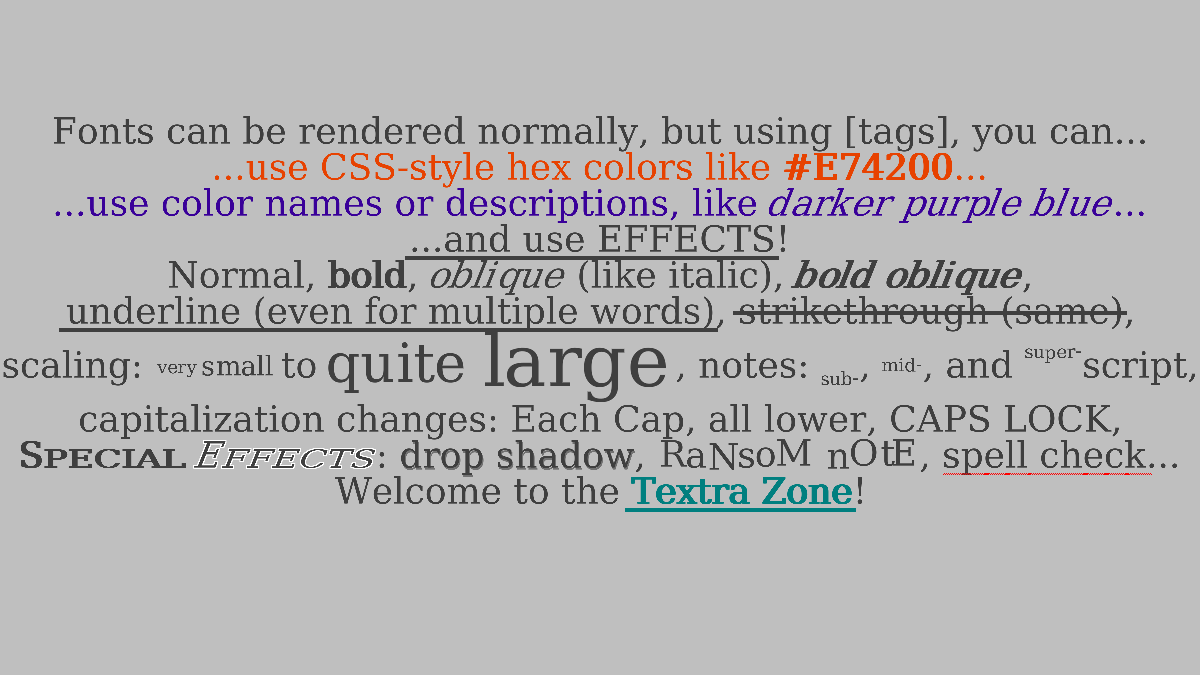 Fonts can be rendered normally, but using [tags], you can...
...use CSS-style hex colors like #E74200...
...use color names or descriptions, like darker purple blue...
...and use EFFECTS!
Normal, bold, oblique (like italic), bold oblique,
underline (even for multiple words), strikethrough (same),
scaling: very small to quite large, notes: sub-, mid-, and super-script,
capitalization changes: Each Cap, all lower, CAPS LOCK,
Special Effects: drop shadow, RaNsoM nOtE, spell check...
Welcome to the Textra Zone!